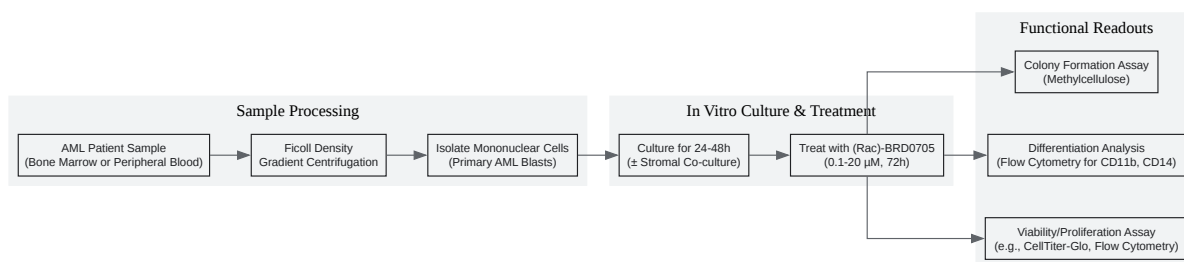 Sample Processing
AML Patient Sample
(Bone Marrow or Peripheral Blood)
Ficoll Density
Gradient Centrifugation
Isolate Mononuclear Cells
(Primary AML Blasts)
In Vitro Culture & Treatment
Culture for 24-48h
(± Stromal Co-culture)
Treat with (Rac)-BRD0705
(0.1-20 µM, 72h)
Functional Readouts
Colony Formation Assay
(Methylcellulose)
Differentiation Analysis
(Flow Cytometry for CD11b, CD14)
Viability/Proliferation Assay
(e.g., CellTiter-Glo, Flow Cytometry)